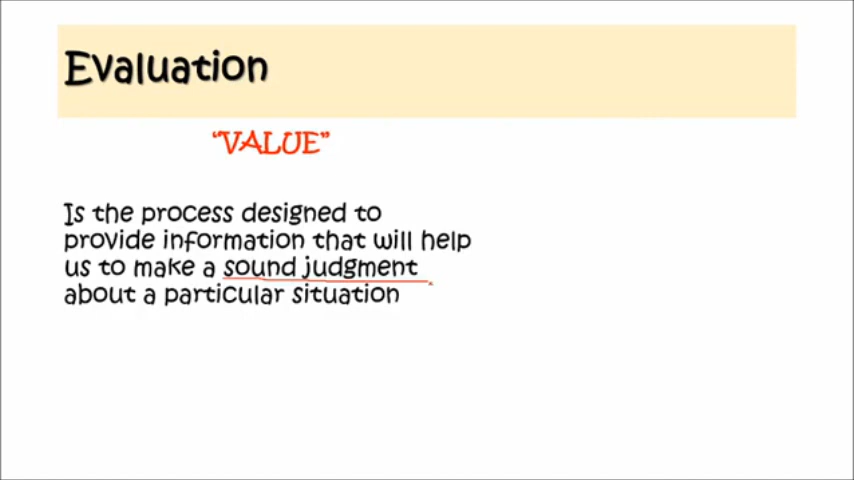 Evaluation
“VALUE”
Is the process designed to
provide information that will help
us to make a sound judgment
about a particular situation